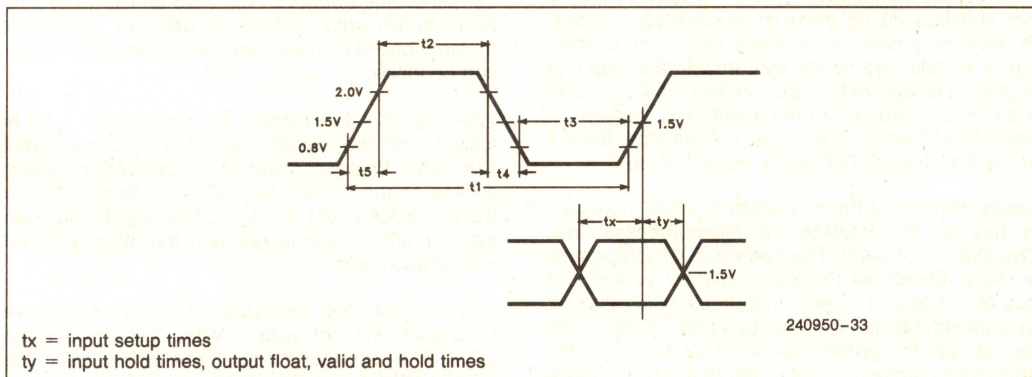 t2
2.0V
1.5V
t3
1.5V
0.8V
t5
t4
t1
tx
ty
1.5V
240950–33
tx = input setup times
ty = input hold times, output float, valid and hold times